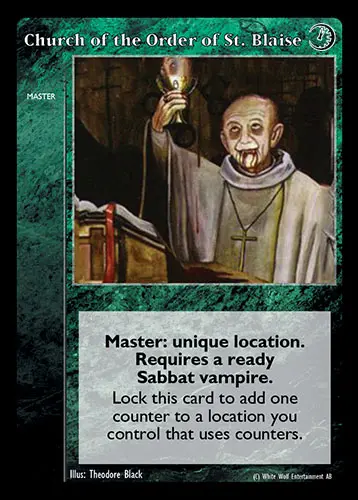 Church of the Order of St. Blaise
MASTER
Master: unique location.
Requires a ready
Sabbat vampire.
Lock this card to add one
counter to a location you
control that uses counters.
Illus: Theodore Black
(C) White Wolf Entertainment AB